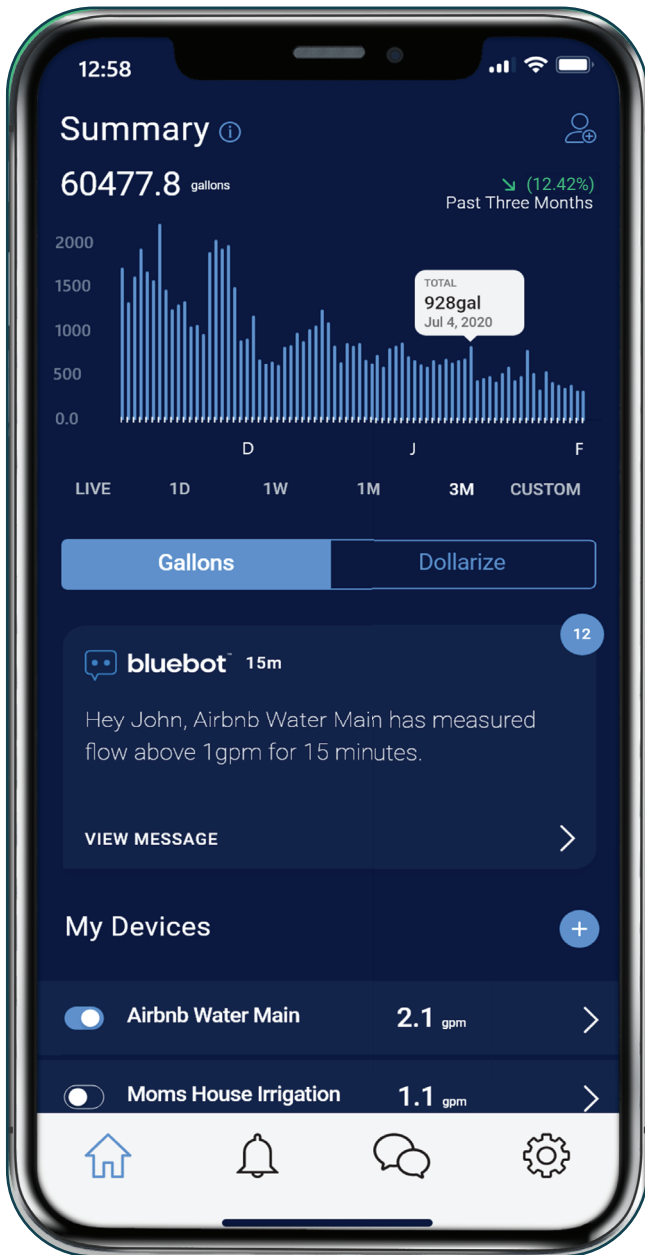 12:58
Summary
60477.8 gallons
(12.42%)
Past Three Months
2000
1500
1000
500
0.0
TOTAL
928gal
Jul 4, 2020
D J F
LIVE 1D 1W 1M 3M CUSTOM
Gallons Dollarize
12
bluebot™ 15m
Hey John, Airbnb Water Main has measured
flow above 1gpm for 15 minutes.
VIEW MESSAGE
My Devices
Airbnb Water Main 2.1 gpm
Moms House Irrigation 1.1 gpm